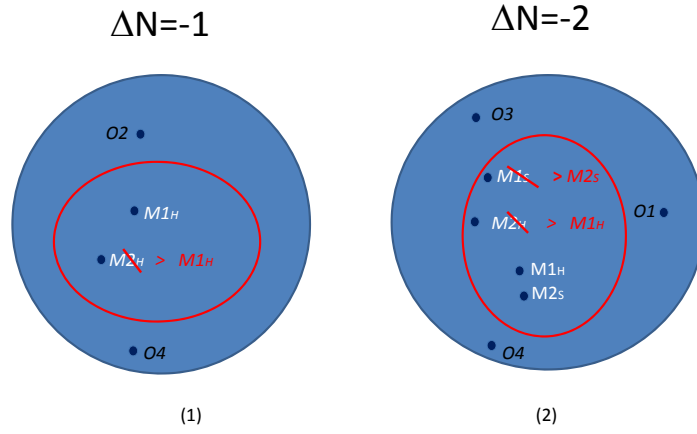 ΔN=-1
ΔN=-2
O2
M1H
M2H > M1H
O4
(1)
O3
M1S > M2S
M2H > M1H
O1
M1H
M2S
O4
(2)